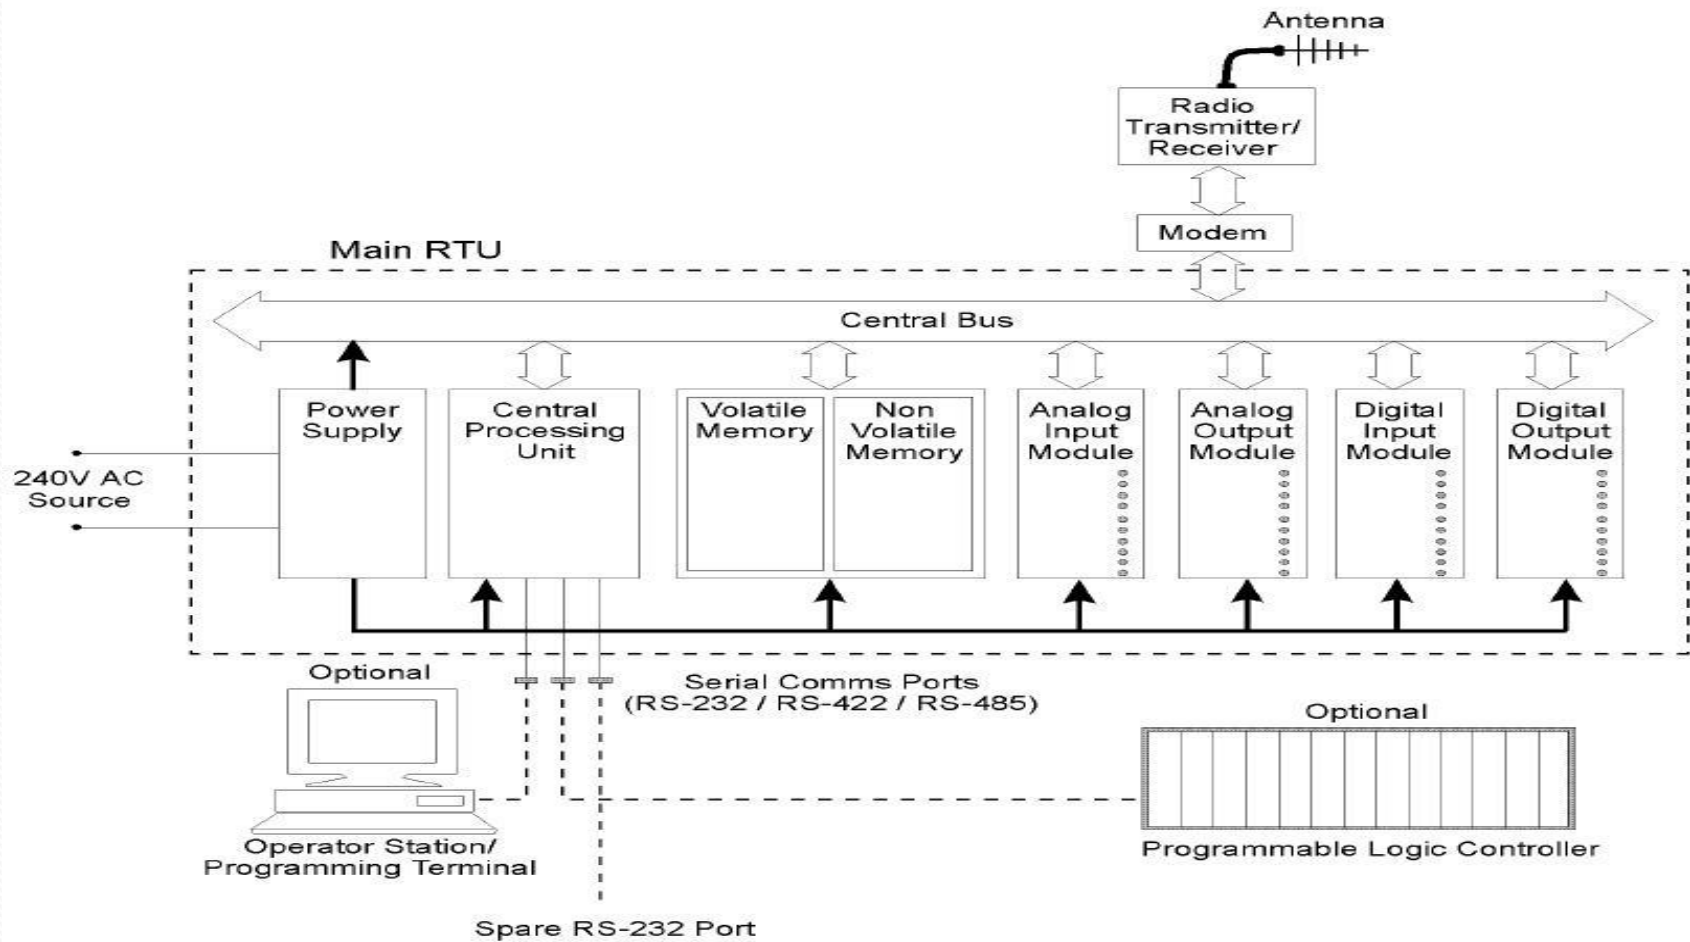 Antenna
Radio
Transmitter/
Receiver
Modem
Main RTU
Central Bus
Power
Supply
Central
Processing
Unit
Volatile
Memory
Non
Volatile
Memory
Analog
Input
Module
Analog
Output
Module
Digital
Input
Module
Digital
Output
Module
240V AC
Source
Optional
Serial Comms Ports
(RS-232 / RS-422 / RS-485)
Optional
Operator Station/
Programming Terminal
Programmable Logic Controller
Spare RS-232 Port